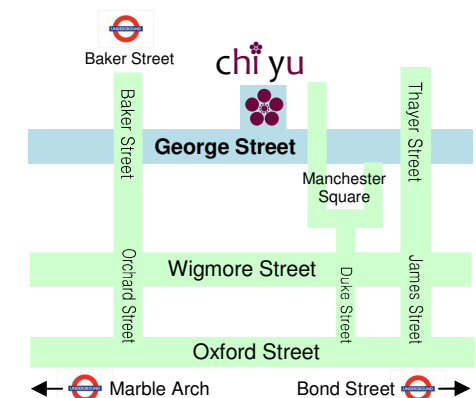 UNDERGROUND
Baker Street
chi yu
Baker Street
Thayer Street
George Street
Manchester
Square
Orchard Street
Wigmore Street
Duke Street
James Street
Oxford Street
UNDERGROUND
Marble Arch
Bond Street
UNDERGROUND